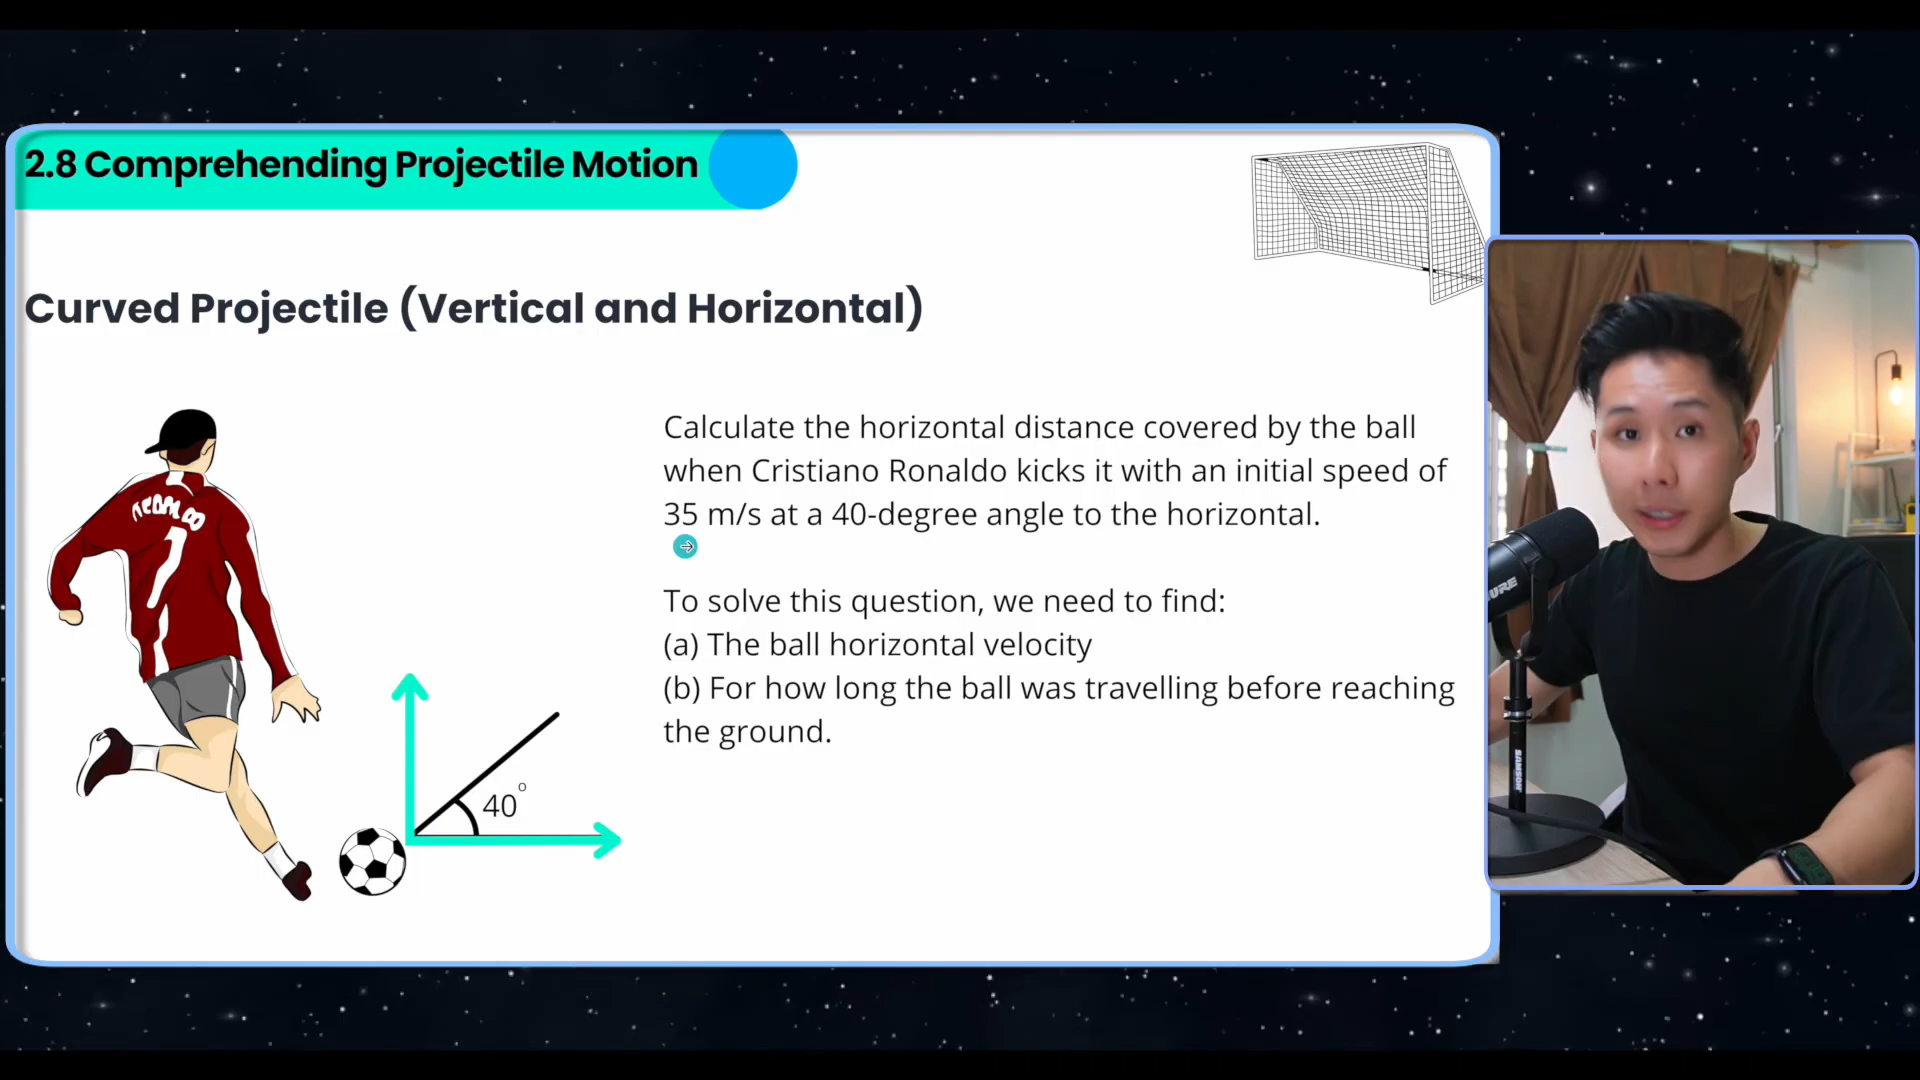 2.8 Comprehending Projectile Motion
Curved Projectile (Vertical and Horizontal)
Calculate the horizontal distance covered by the ball
when Cristiano Ronaldo kicks it with an initial speed of
35 m/s at a 40-degree angle to the horizontal.
To solve this question, we need to find:
(a) The ball horizontal velocity
(b) For how long the ball was travelling before reaching
the ground.
7
40°
SAMSON